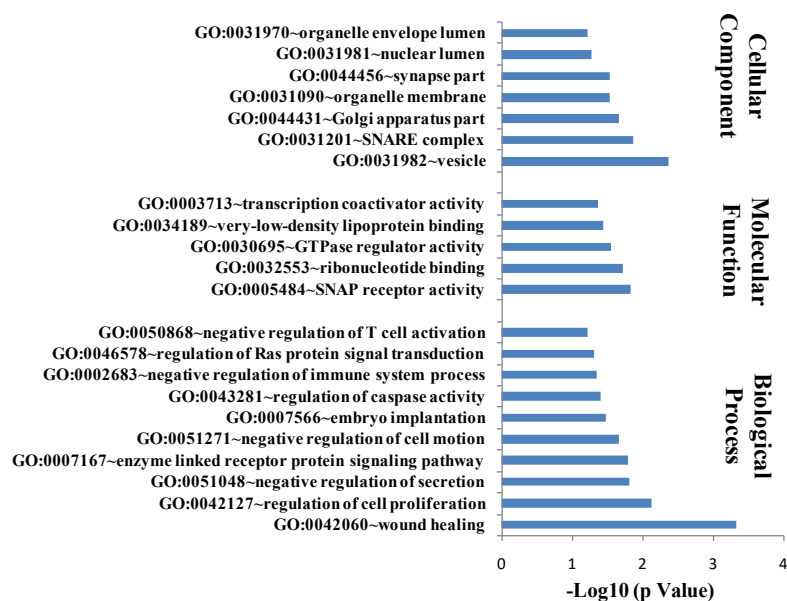 GO:0031970~organelle envelope lumen
GO:0031981~nuclear lumen
GO:0044456~synapse part
GO:0031090~organelle membrane
GO:0044431~Golgi apparatus part
GO:0031201~SNARE complex
GO:0031982~vesicle
Cellular
Component
GO:0003713~transcription coactivator activity
GO:0034189~very-low-density lipoprotein binding
GO:0030695~GTPase regulator activity
GO:0032553~ribonucleotide binding
GO:0005484~SNAP receptor activity
Molecular
Function
GO:0050868~negative regulation of T cell activation
GO:0046578~regulation of Ras protein signal transduction
GO:0002683~negative regulation of immune system process
GO:0043281~regulation of caspase activity
GO:0007566~embryo implantation
GO:0051271~negative regulation of cell motion
GO:0007167~enzyme linked receptor protein signaling pathway
GO:0051048~negative regulation of secretion
GO:0042127~regulation of cell proliferation
GO:0042060~wound healing
Biological
Process
0 1 2 3 4
-Log10 (p Value)